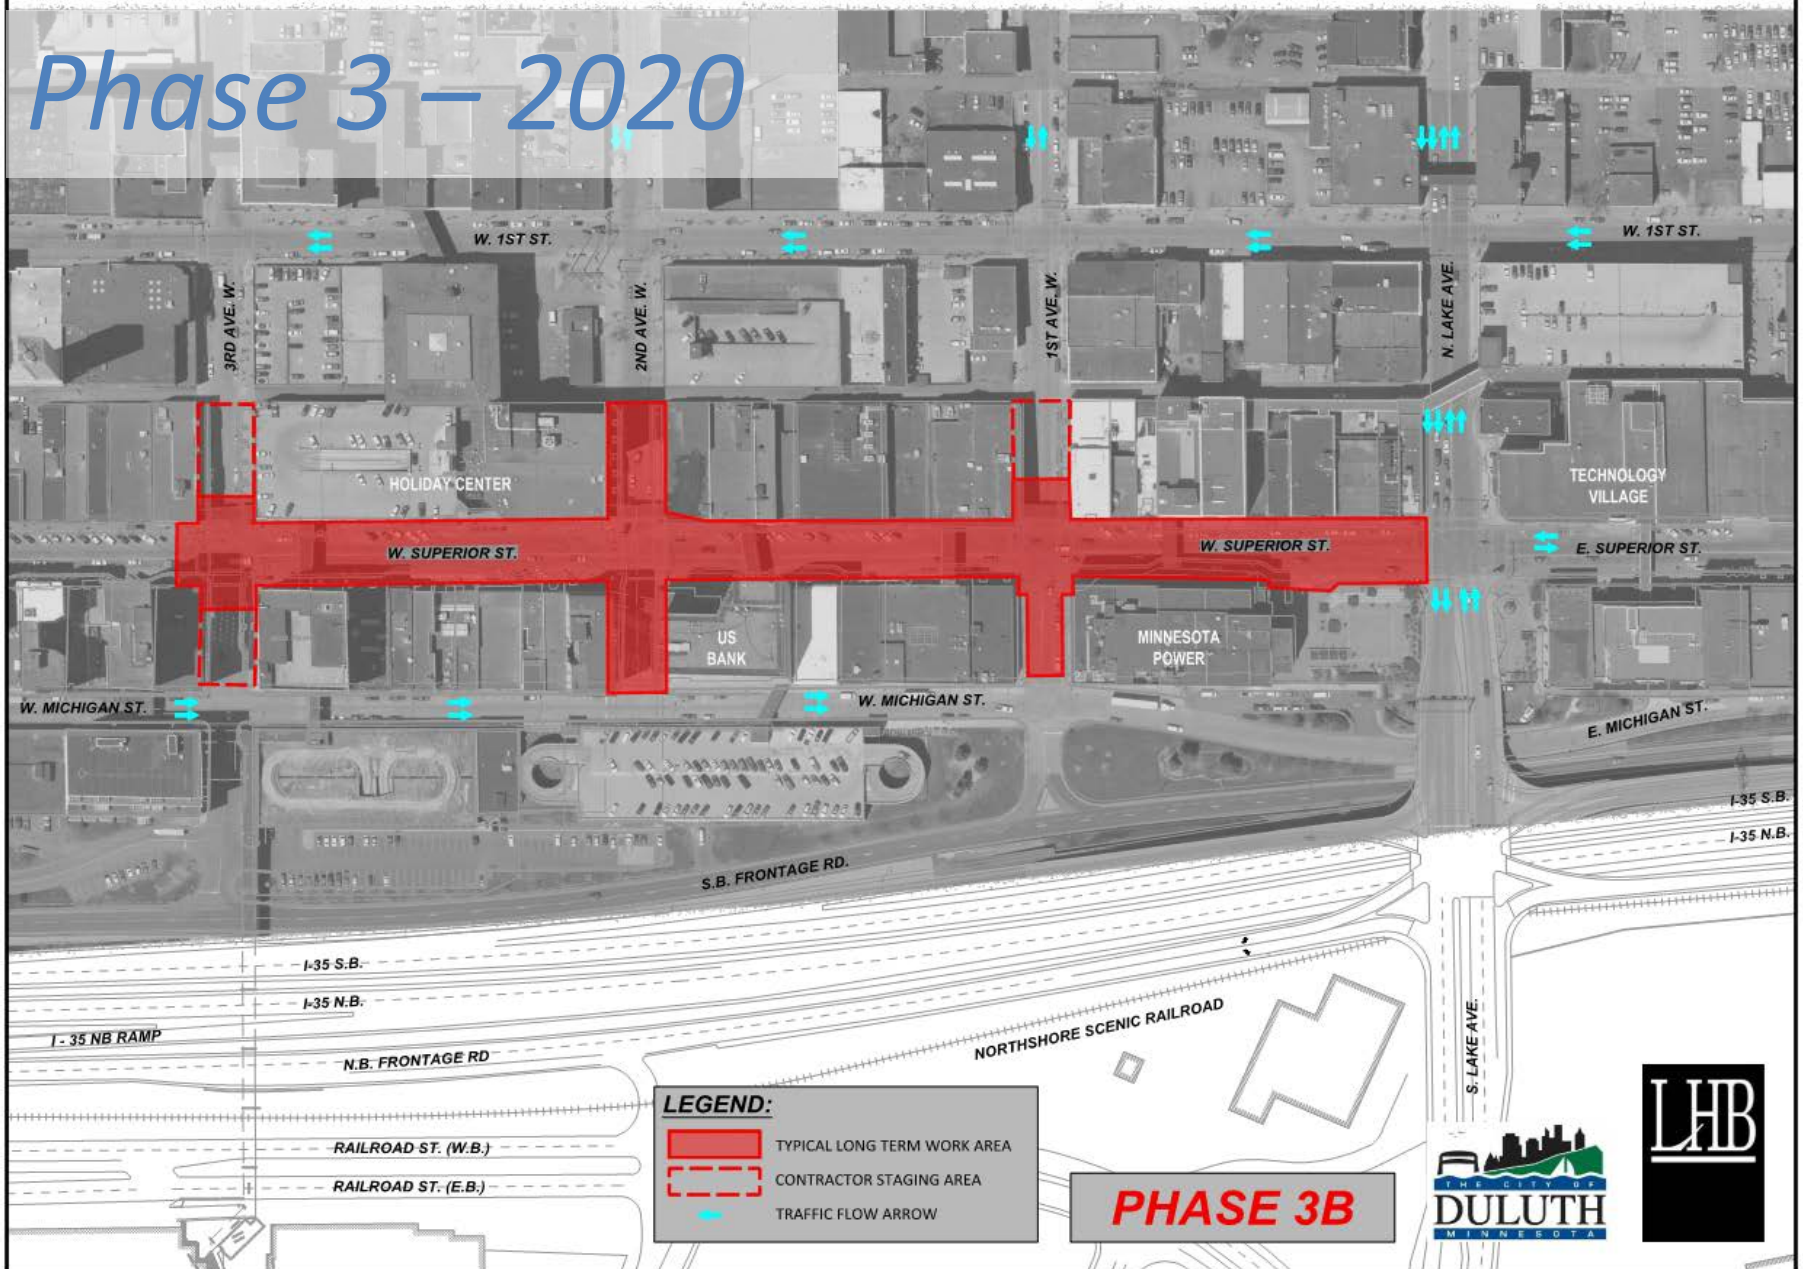 Phase 3 – 2020
W. 1ST ST.
W. 1ST ST.
3RD AVE. W.
2ND AVE. W.
1ST AVE. W.
N. LAKE AVE.
HOLIDAY CENTER
TECHNOLOGY
VILLAGE
W. SUPERIOR ST.
W. SUPERIOR ST.
E. SUPERIOR ST.
US
BANK
MINNESOTA
POWER
W. MICHIGAN ST.
W. MICHIGAN ST.
E. MICHIGAN ST.
I-35 S.B.
I-35 N.B.
S.B. FRONTAGE RD.
I-35 S.B.
I-35 N.B.
I - 35 NB RAMP
N.B. FRONTAGE RD
NORTHSHORE SCENIC RAILROAD
S. LAKE AVE.
RAILROAD ST. (W.B.)
RAILROAD ST. (E.B.)
LEGEND:
TYPICAL LONG TERM WORK AREA
CONTRACTOR STAGING AREA
TRAFFIC FLOW ARROW
PHASE 3B
THE CITY OF
DULUTH
MINNESOTA
LHB